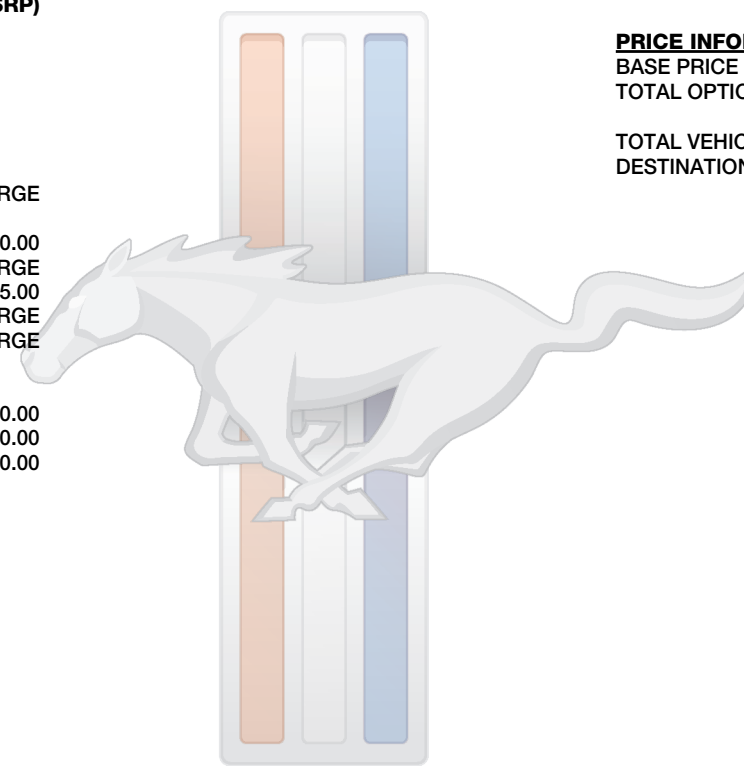 SRP)
RGE
0.00
RGE
5.00
RGE
RGE
0.00
0.00
0.00
PRICE INFO
BASE PRICE
TOTAL OPTIO
TOTAL VEHIC
DESTINATION